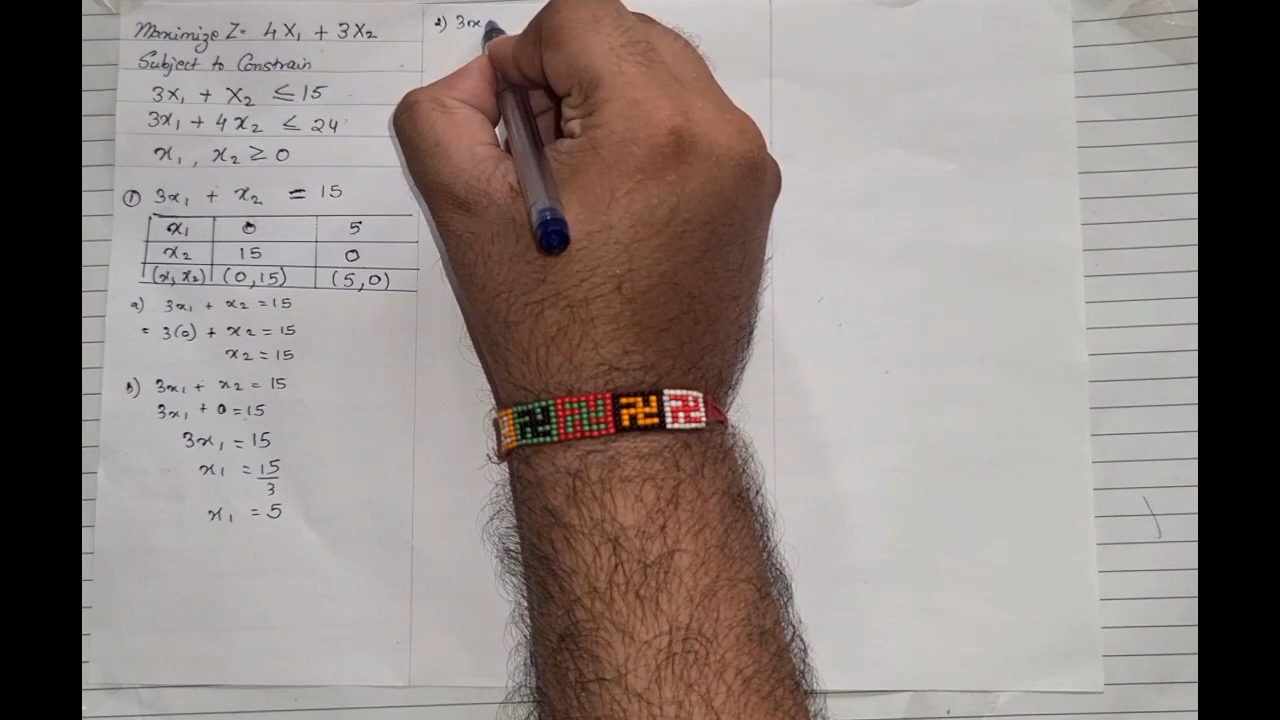 Maximize Z= 4X₁ + 3X₂
Subject to Constrain
3X₁ + X₂ ≤ 15
3x₁ + 4x₂ ≤ 24
x₁, x₂ ≥ 0
① 3x₁ + x₂ = 15
x₁ 0 5
x₂ 15 0
(x₁ x₂) (0,15) (5,0)
a) 3x₁ + x₂ = 15
= 3(0) + x₂ = 15
x₂ = 15
b) 3x₁ + x₂ = 15
3x₁ + 0 = 15
3x₁ = 15
x₁ = 15/3
x₁ = 5
2) 3x